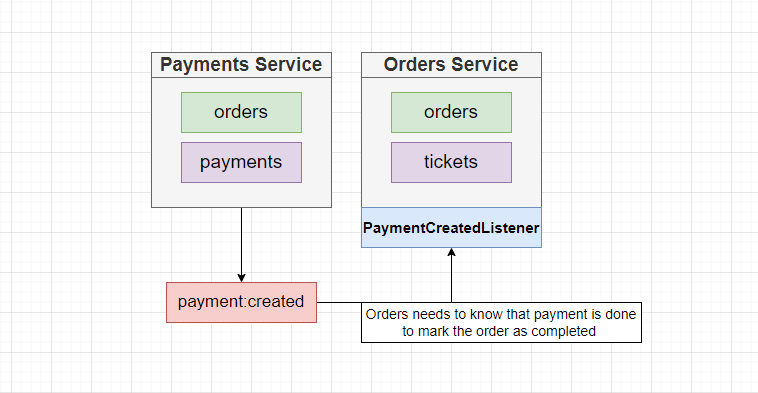 Payments Service
orders
payments
Orders Service
orders
tickets
PaymentCreatedListener
payment:created
Orders needs to know that payment is done
to mark the order as completed